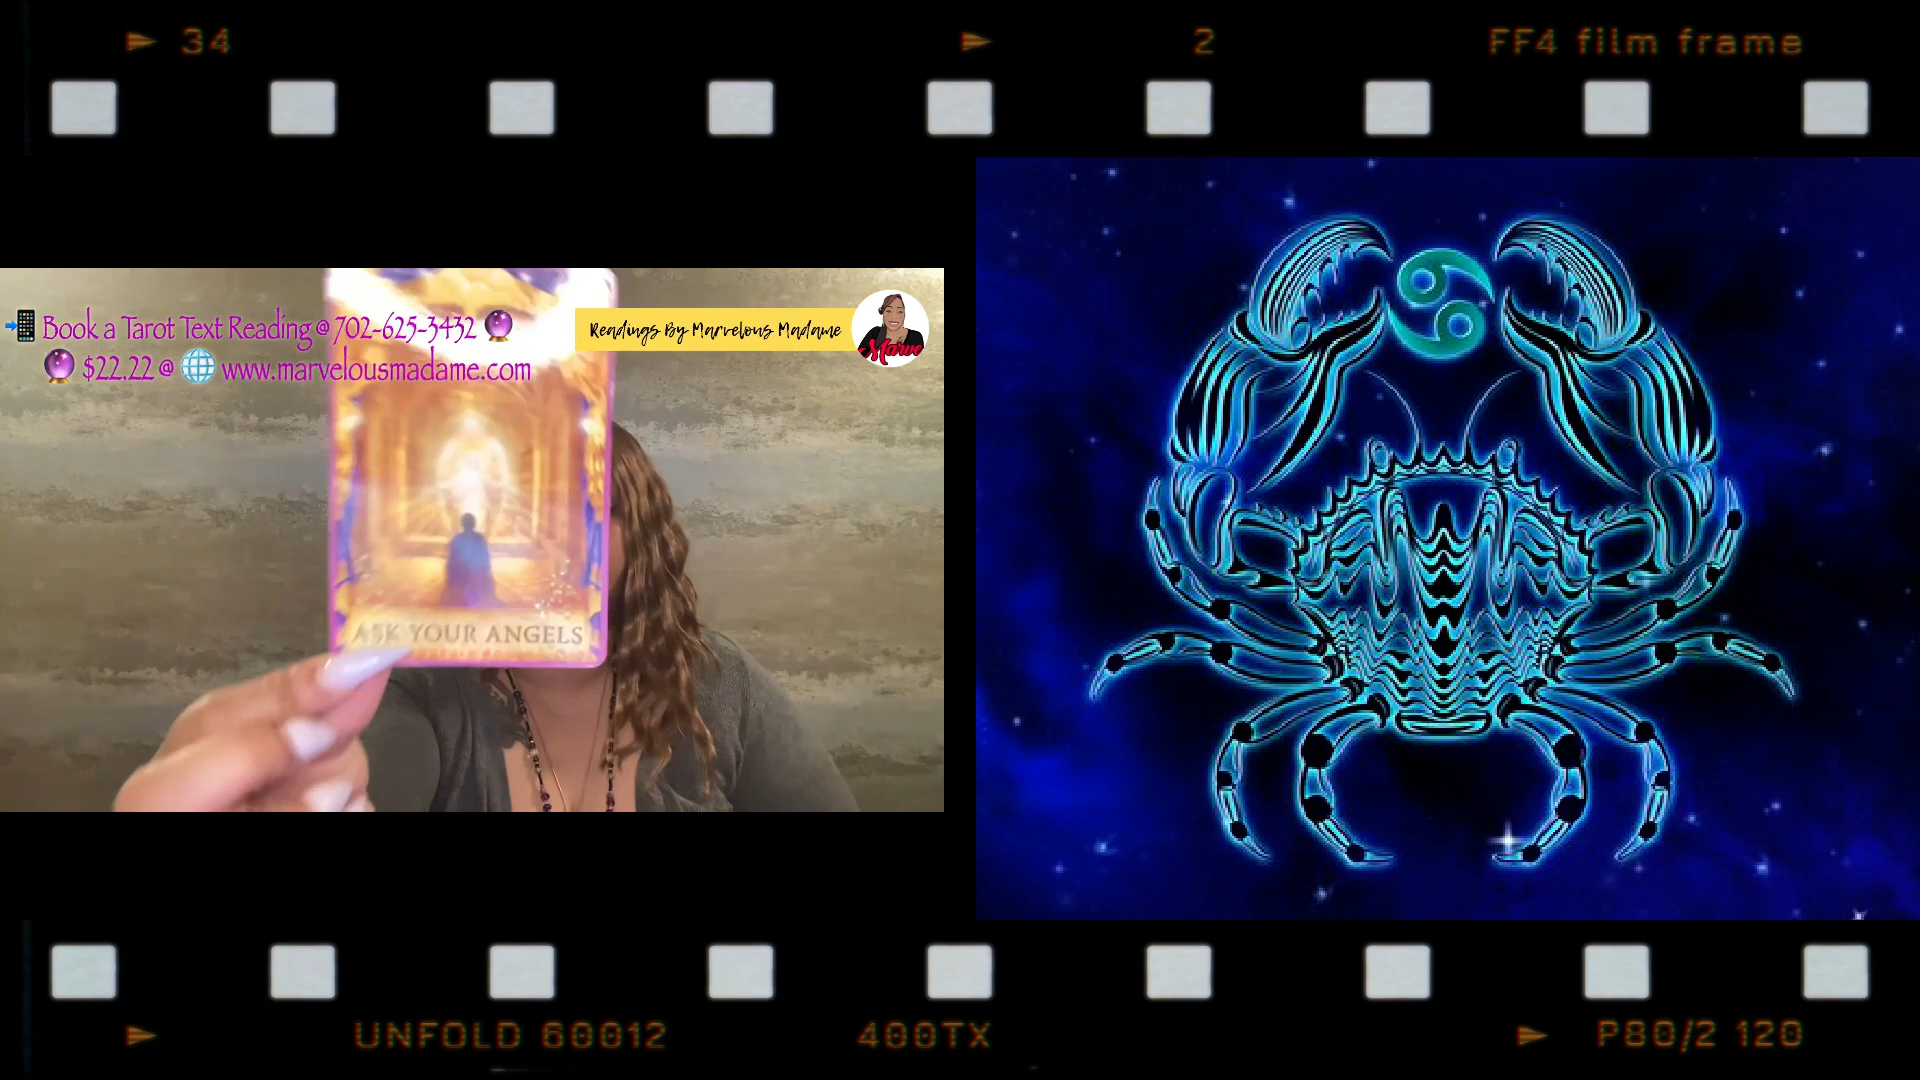 34
2
FF4 film frame
Book a Tarot Text Reading @ 702-625-3432
$22.22 @ www.marvelousmadame.com
Readings By Marvelous Madame
Marve
ASK YOUR ANGELS
UNFOLD 60012
400TX
P80/2 120